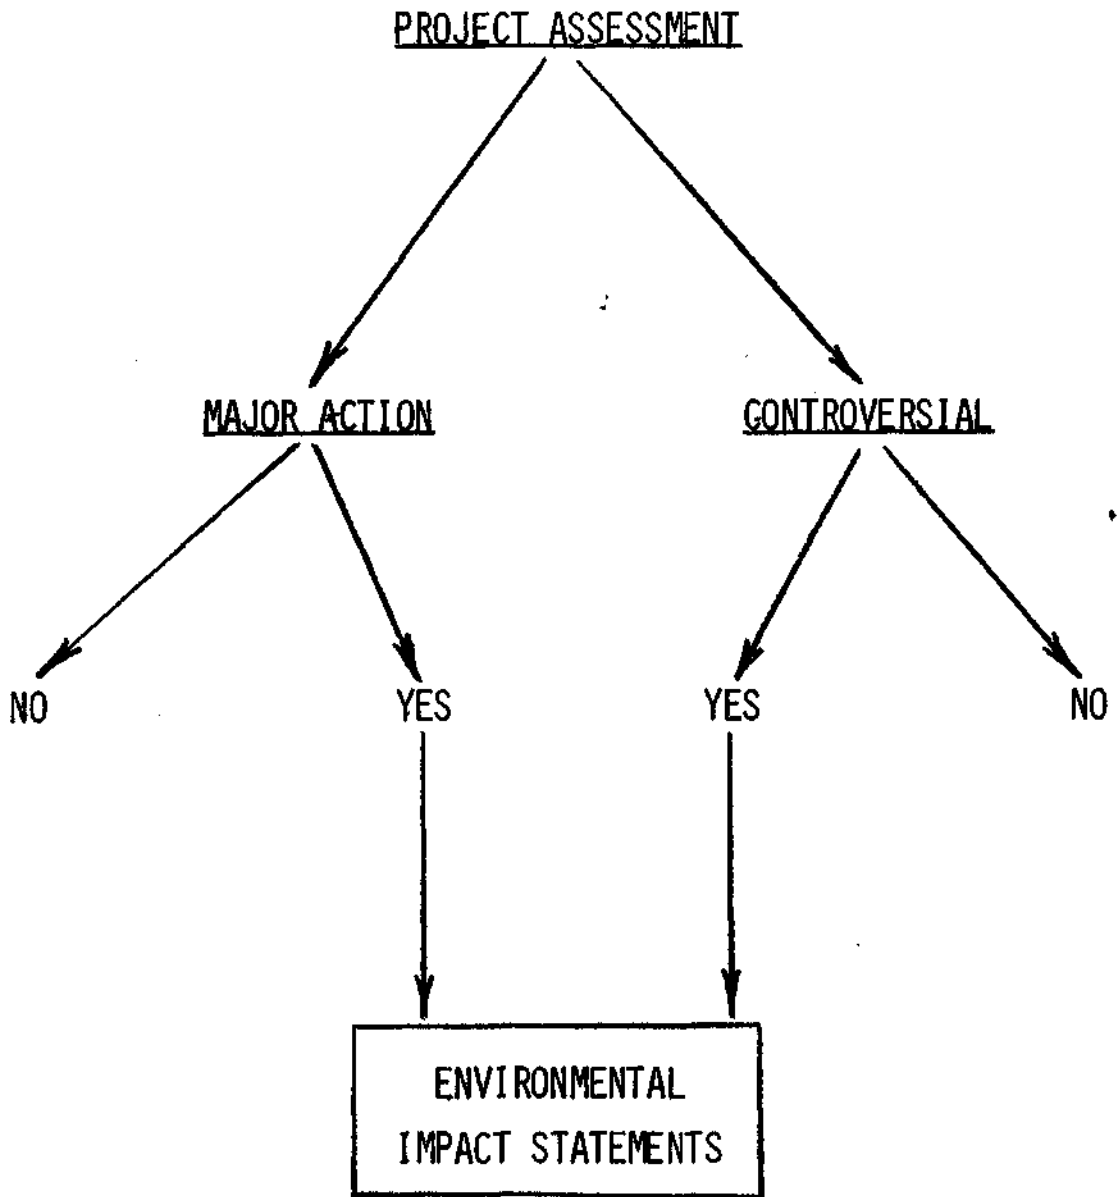 PROJECT ASSESSMENT
MAJOR ACTION CONTROVERSIAL
NO YES YES NO
ENVIRONMENTAL
IMPACT STATEMENTS